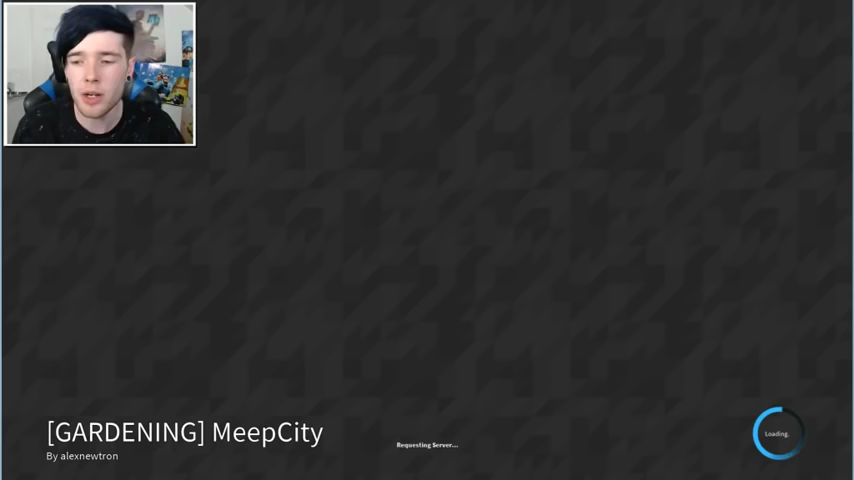 [GARDENING] MeepCity
By alexnewtron
Requesting Server...
Loading.